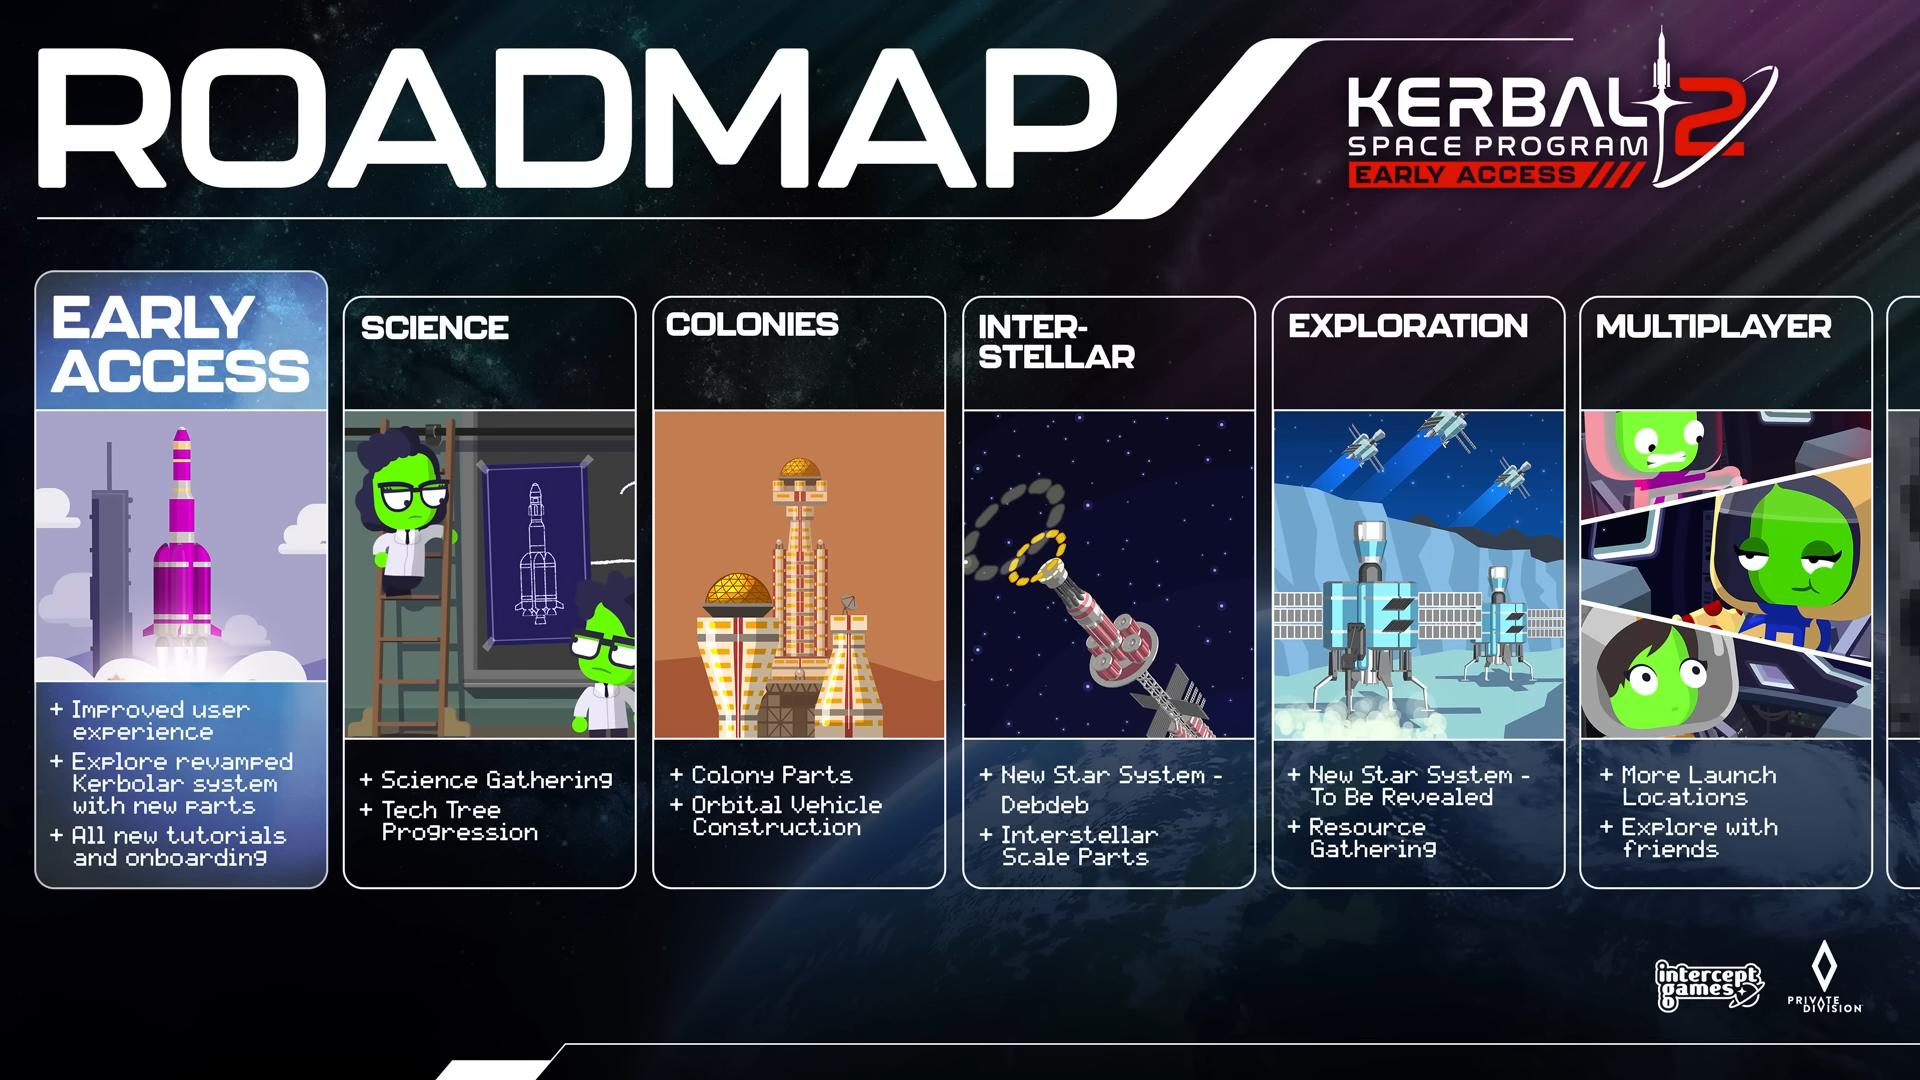 ROADMAP
KERBAL 2
SPACE PROGRAM
EARLY ACCESS
EARLY
ACCESS
+ Improved user
experience
+ Explore revamped
Kerbolar system
with new parts
+ All new tutorials
and onboarding
SCIENCE
+ Science Gathering
+ Tech Tree
Progression
COLONIES
+ Colony Parts
+ Orbital Vehicle
Construction
INTER-
STELLAR
+ New Star System -
Debdeb
+ Interstellar
Scale Parts
EXPLORATION
+ New Star System -
To Be Revealed
+ Resource
Gathering
MULTIPLAYER
+ More Launch
Locations
+ Explore with
friends
intercept
games
PRIVATE
DIVISION